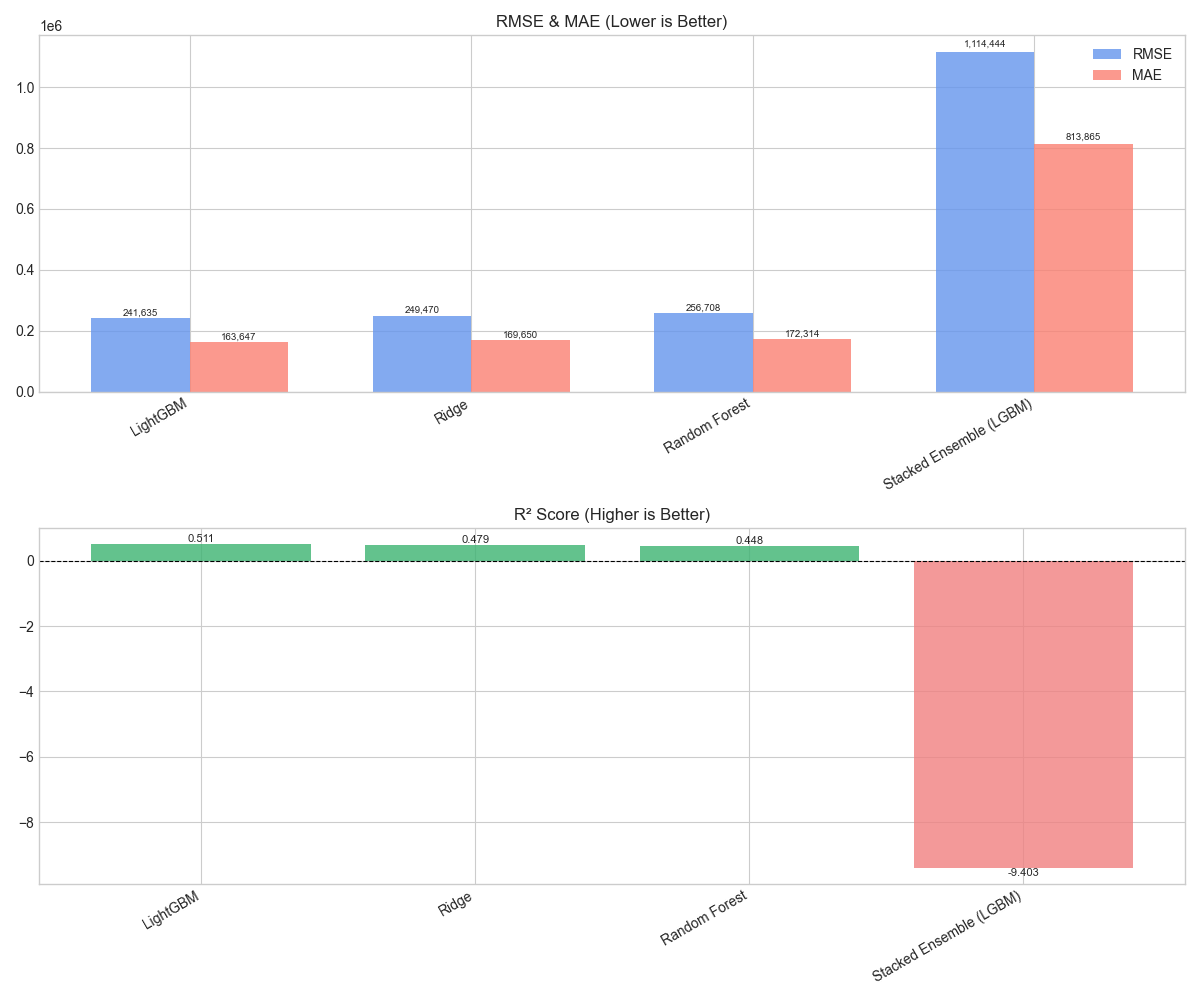 RMSE & MAE (Lower is Better)
1e6
1.0
0.8
0.6
0.4
0.2
0.0
RMSE
MAE
241,635
163,647
249,470
169,650
256,708
172,314
1,114,444
813,865
LightGBM
Ridge
Random Forest
Stacked Ensemble (LGBM)
R² Score (Higher is Better)
0
−2
−4
−6
−8
0.511
0.479
0.448
-9.403
LightGBM
Ridge
Random Forest
Stacked Ensemble (LGBM)